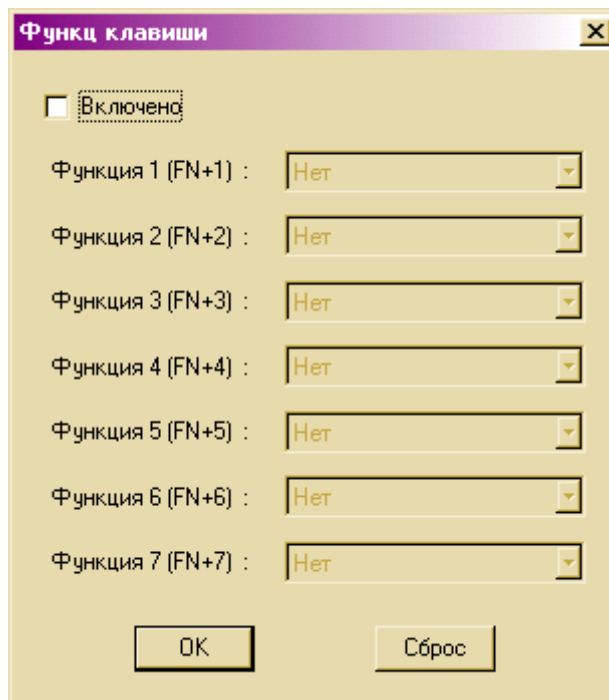 Функц клавиши
Включено
Функция 1 (FN+1) : Нет
Функция 2 (FN+2) : Нет
Функция 3 (FN+3) : Нет
Функция 4 (FN+4) : Нет
Функция 5 (FN+5) : Нет
Функция 6 (FN+6) : Нет
Функция 7 (FN+7) : Нет
OK Сброс